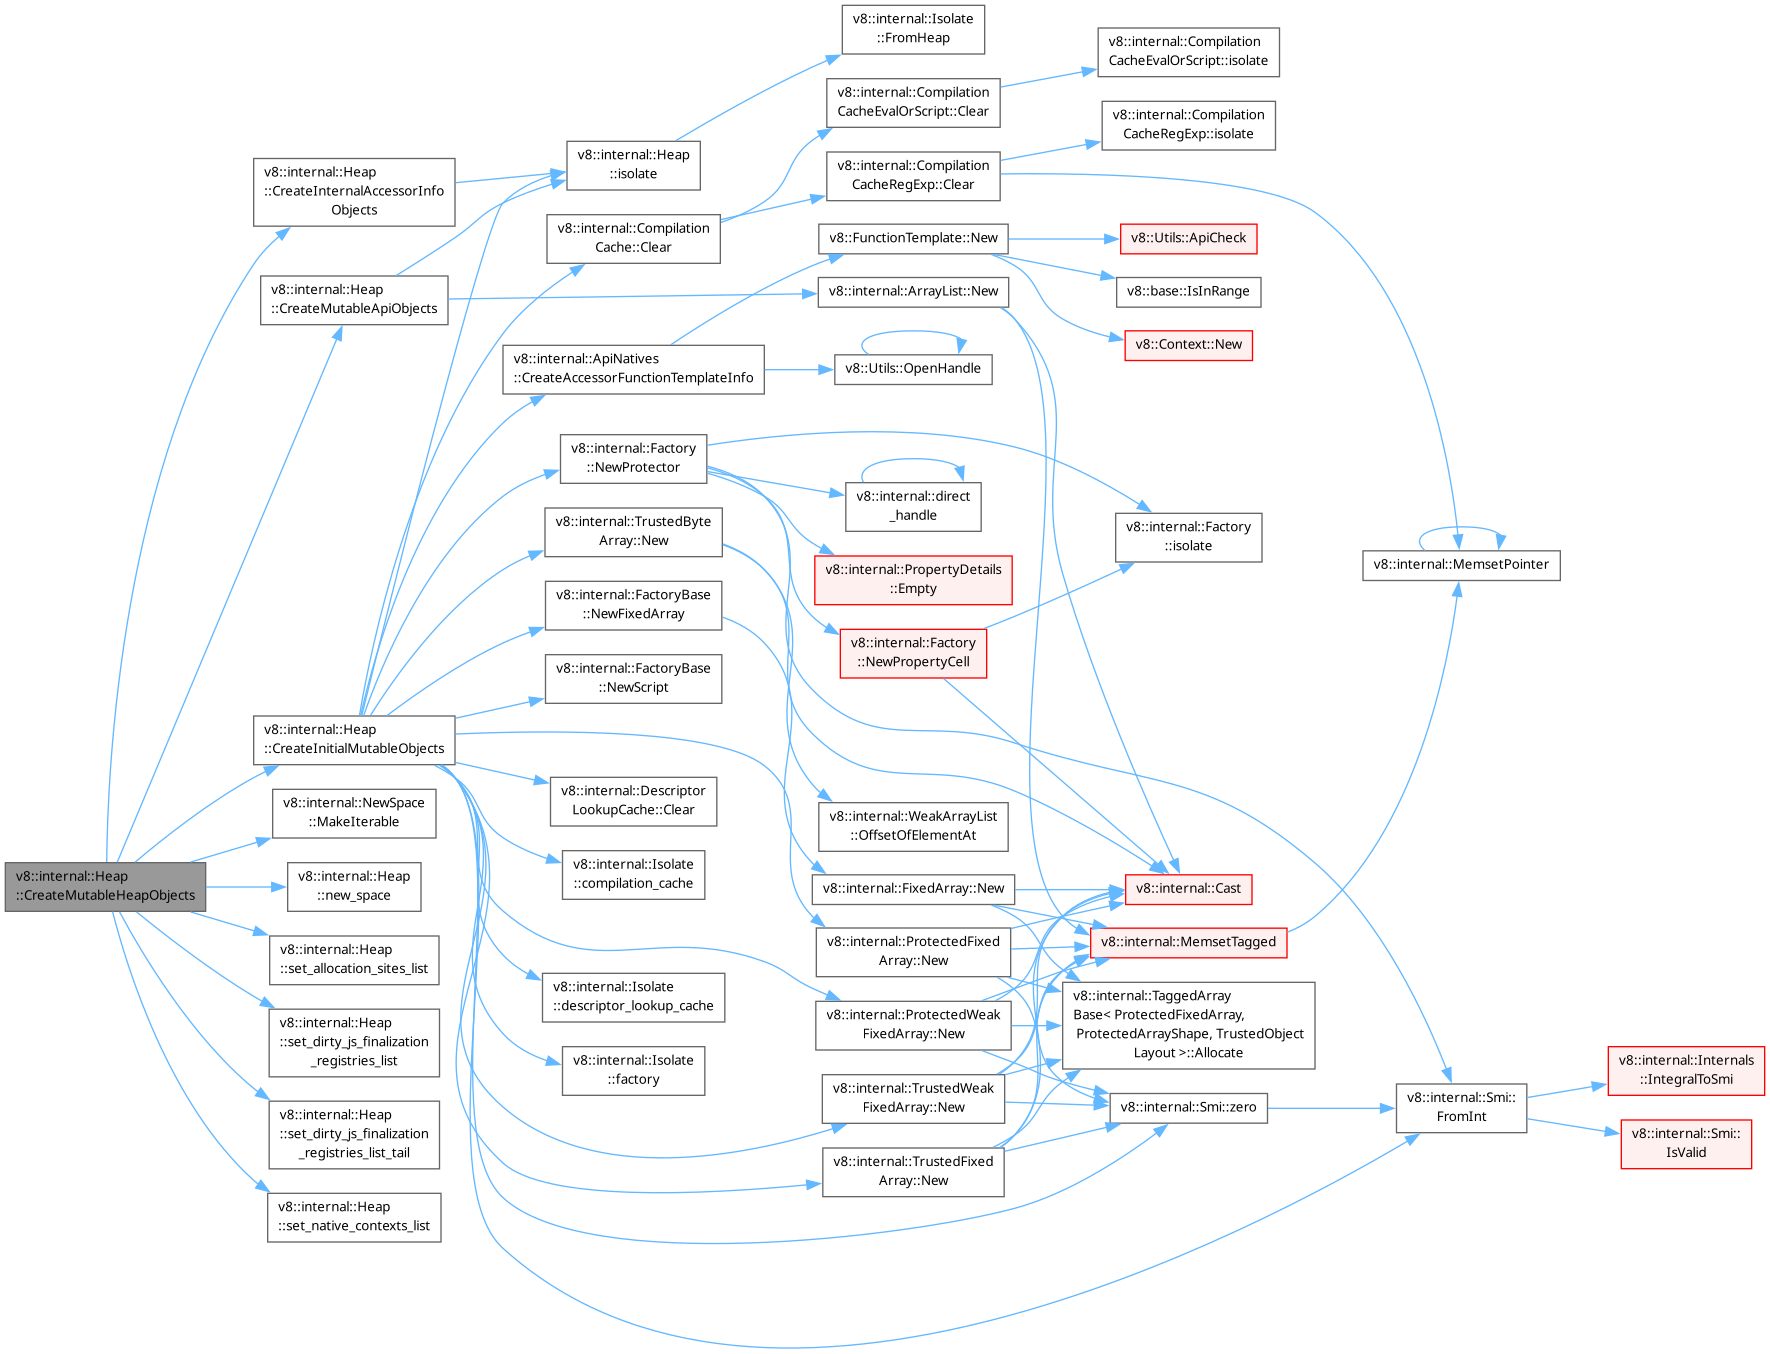 v8::internal::Heap
::CreateMutableHeapObjects
v8::internal::Heap
::CreateInternalAccessorInfo
Objects
v8::internal::Heap
::CreateMutableApiObjects
v8::internal::Heap
::CreateInitialMutableObjects
v8::internal::NewSpace
::MakeIterable
v8::internal::Heap
::new_space
v8::internal::Heap
::set_allocation_sites_list
v8::internal::Heap
::set_dirty_js_finalization
_registries_list
v8::internal::Heap
::set_dirty_js_finalization
_registries_list_tail
v8::internal::Heap
::set_native_contexts_list
v8::internal::Heap
::isolate
v8::internal::Compilation
Cache::Clear
v8::internal::ApiNatives
::CreateAccessorFunctionTemplateInfo
v8::internal::Factory
::NewProtector
v8::internal::TrustedByte
Array::New
v8::internal::FactoryBase
::NewFixedArray
v8::internal::FactoryBase
::NewScript
v8::internal::Descriptor
LookupCache::Clear
v8::internal::Isolate
::compilation_cache
v8::internal::Isolate
::descriptor_lookup_cache
v8::internal::Isolate
::factory
v8::internal::Isolate
::FromHeap
v8::internal::Compilation
CacheEvalOrScript::Clear
v8::internal::Compilation
CacheRegExp::Clear
v8::FunctionTemplate::New
v8::internal::ArrayList::New
v8::Utils::OpenHandle
v8::internal::direct
_handle
v8::internal::PropertyDetails
::Empty
v8::internal::Factory
::NewPropertyCell
v8::internal::WeakArrayList
::OffsetOfElementAt
v8::internal::FixedArray::New
v8::internal::ProtectedFixed
Array::New
v8::internal::ProtectedWeak
FixedArray::New
v8::internal::TrustedWeak
FixedArray::New
v8::internal::TrustedFixed
Array::New
v8::internal::Compilation
CacheEvalOrScript::isolate
v8::internal::Compilation
CacheRegExp::isolate
v8::Utils::ApiCheck
v8::base::IsInRange
v8::Context::New
v8::internal::Factory
::isolate
v8::internal::Cast
v8::internal::MemsetTagged
v8::internal::TaggedArray
Base< ProtectedFixedArray,
ProtectedArrayShape, TrustedObject
Layout >::Allocate
v8::internal::Smi::zero
v8::internal::MemsetPointer
v8::internal::Smi::
FromInt
v8::internal::Internals
::IntegralToSmi
v8::internal::Smi::
IsValid